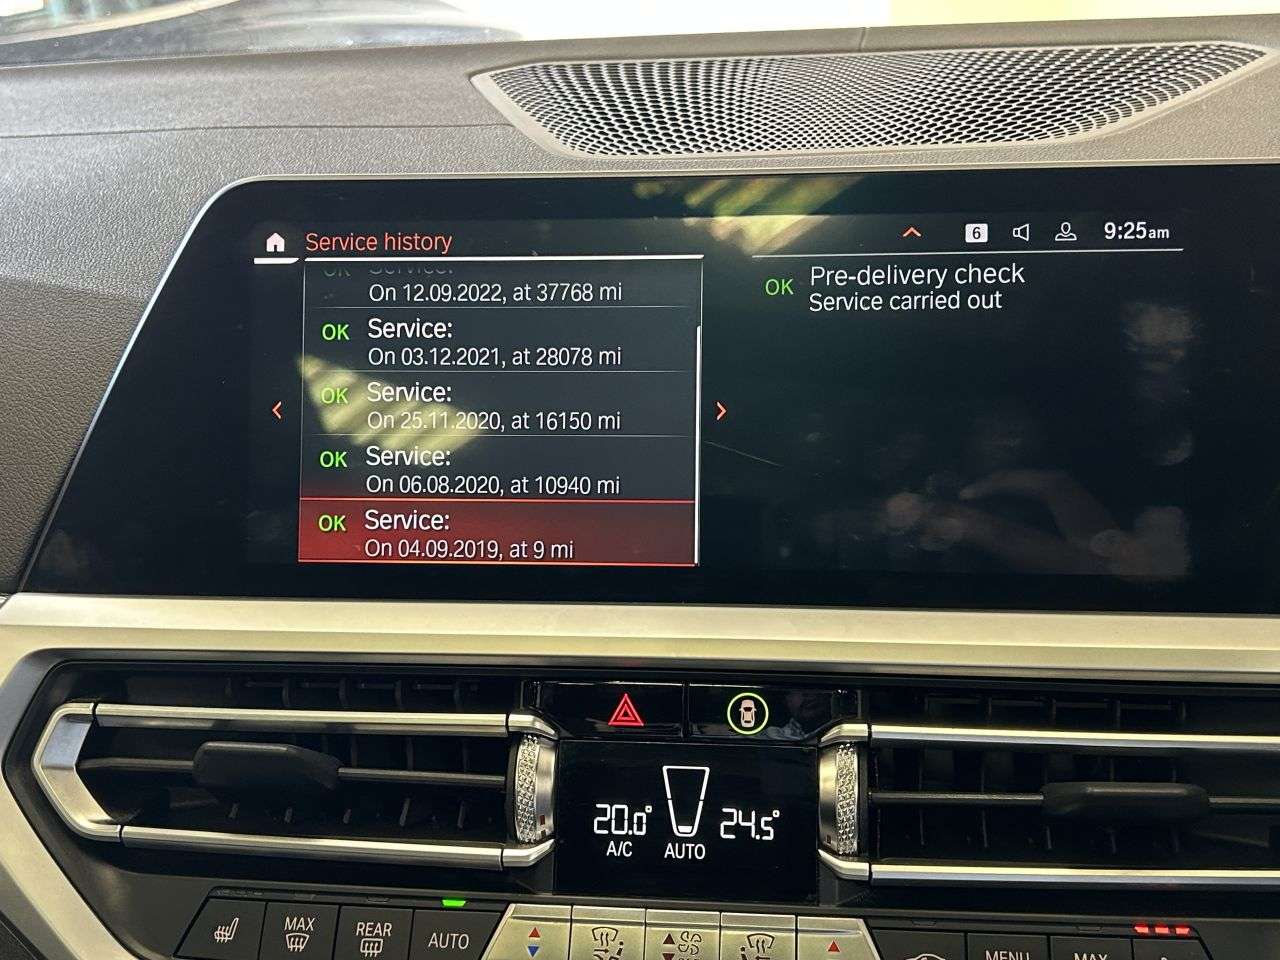 Service history
6
9:25am
OK Service:
On 12.09.2022, at 37768 mi
OK Service:
On 03.12.2021, at 28078 mi
OK Service:
On 25.11.2020, at 16150 mi
OK Service:
On 06.08.2020, at 10940 mi
OK Service:
On 04.09.2019, at 9 mi
OK Pre-delivery check
Service carried out
20.0°
A/C
AUTO
24.5°
MAX
REAR
AUTO
MENU
MAX